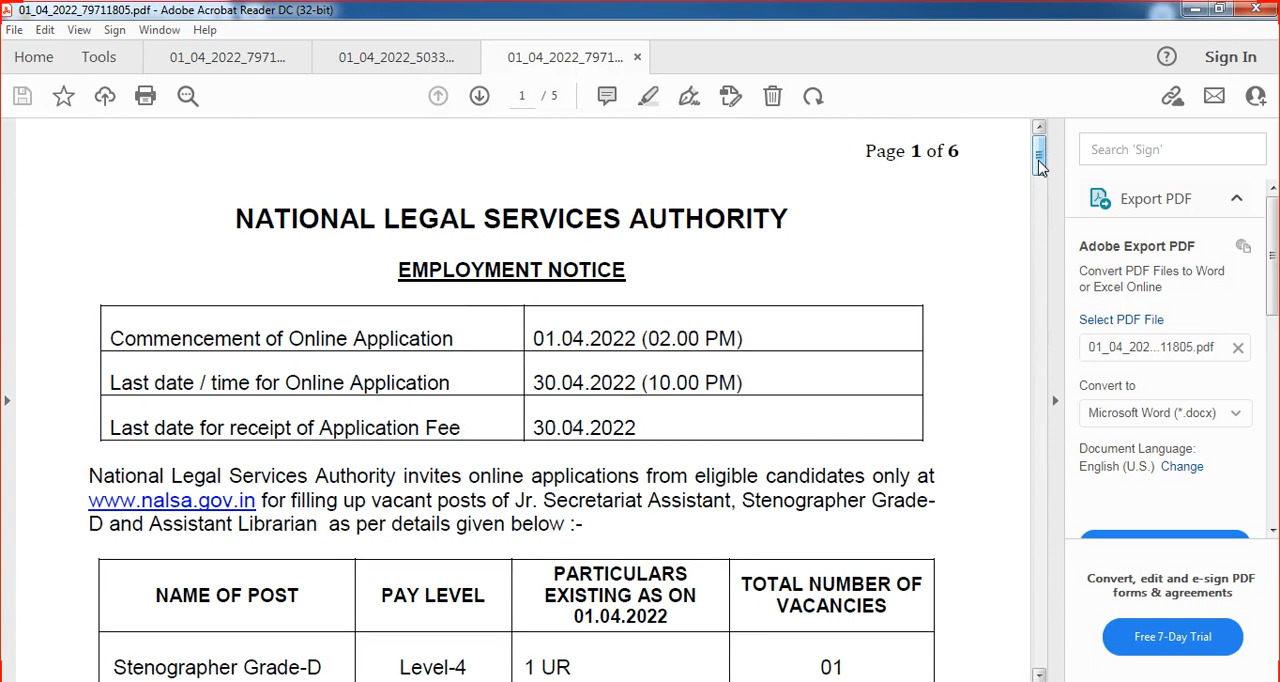 01_04_2022_79711805.pdf - Adobe Acrobat Reader DC (32-bit)
File Edit View Sign Window Help
Home Tools 01_04_2022_7971... 01_04_2022_5033... 01_04_2022_7971... × Sign In
1 / 5
Page 1 of 6
NATIONAL LEGAL SERVICES AUTHORITY
EMPLOYMENT NOTICE
Commencement of Online Application 01.04.2022 (02.00 PM)
Last date / time for Online Application 30.04.2022 (10.00 PM)
Last date for receipt of Application Fee 30.04.2022
National Legal Services Authority invites online applications from eligible candidates only at
www.nalsa.gov.in for filling up vacant posts of Jr. Secretariat Assistant, Stenographer Grade-
D and Assistant Librarian as per details given below :-
NAME OF POST PAY LEVEL PARTICULARS EXISTING AS ON 01.04.2022 TOTAL NUMBER OF VACANCIES
Stenographer Grade-D Level-4 1 UR 01
Search 'Sign'
Export PDF
Adobe Export PDF
Convert PDF Files to Word
or Excel Online
Select PDF File
01_04_202...11805.pdf
Convert to
Microsoft Word (*.docx)
Document Language:
English (U.S.) Change
Convert, edit and e-sign PDF
forms & agreements
Free 7-Day Trial